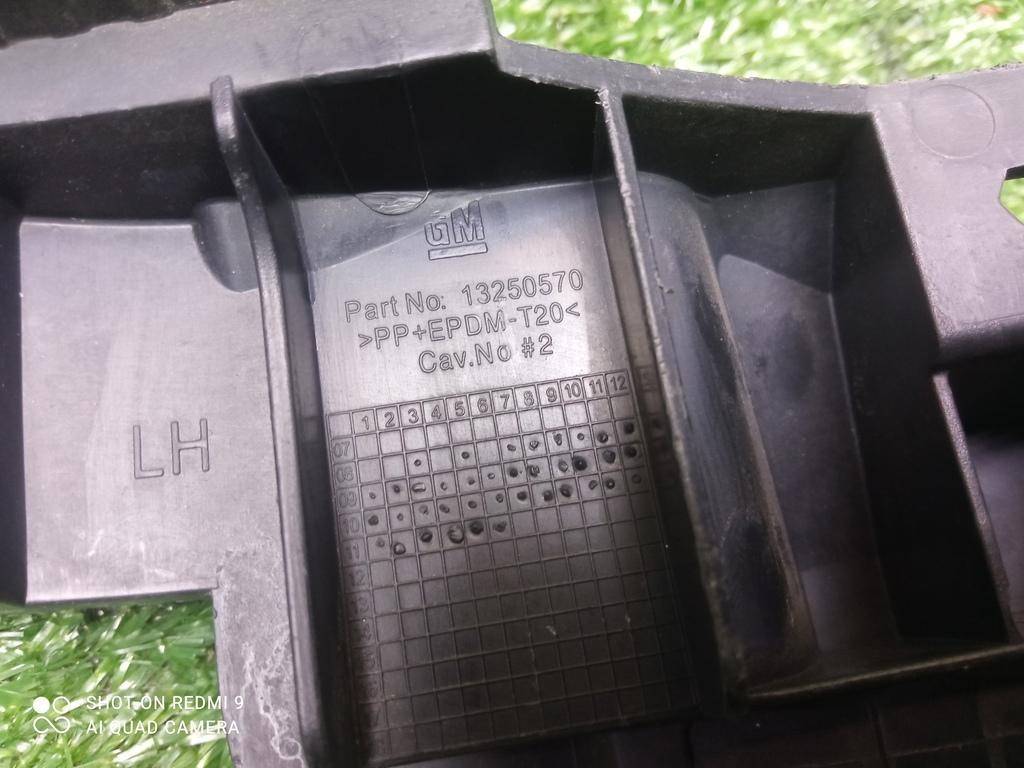 GM
Part No: 13250570
>PP+EPDM-T20<
Cav.No #2
1 2 3 4 5 6 7 8 9 10 11 12
07
08
09
10
11
12
13
LH
SHOT ON REDMI 9
AI QUAD CAMERA